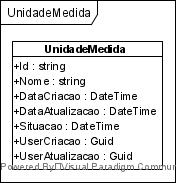 UnidadeMedida
UnidadeMedida
+Id : string
+Nome : string
+DataCriacao : DateTime
+DataAtualizacao : DateTime
+Situacao : DateTime
+UserCriacao : Guid
+UserAtualizacao : Guid
Powered By Visual Paradigm Commun